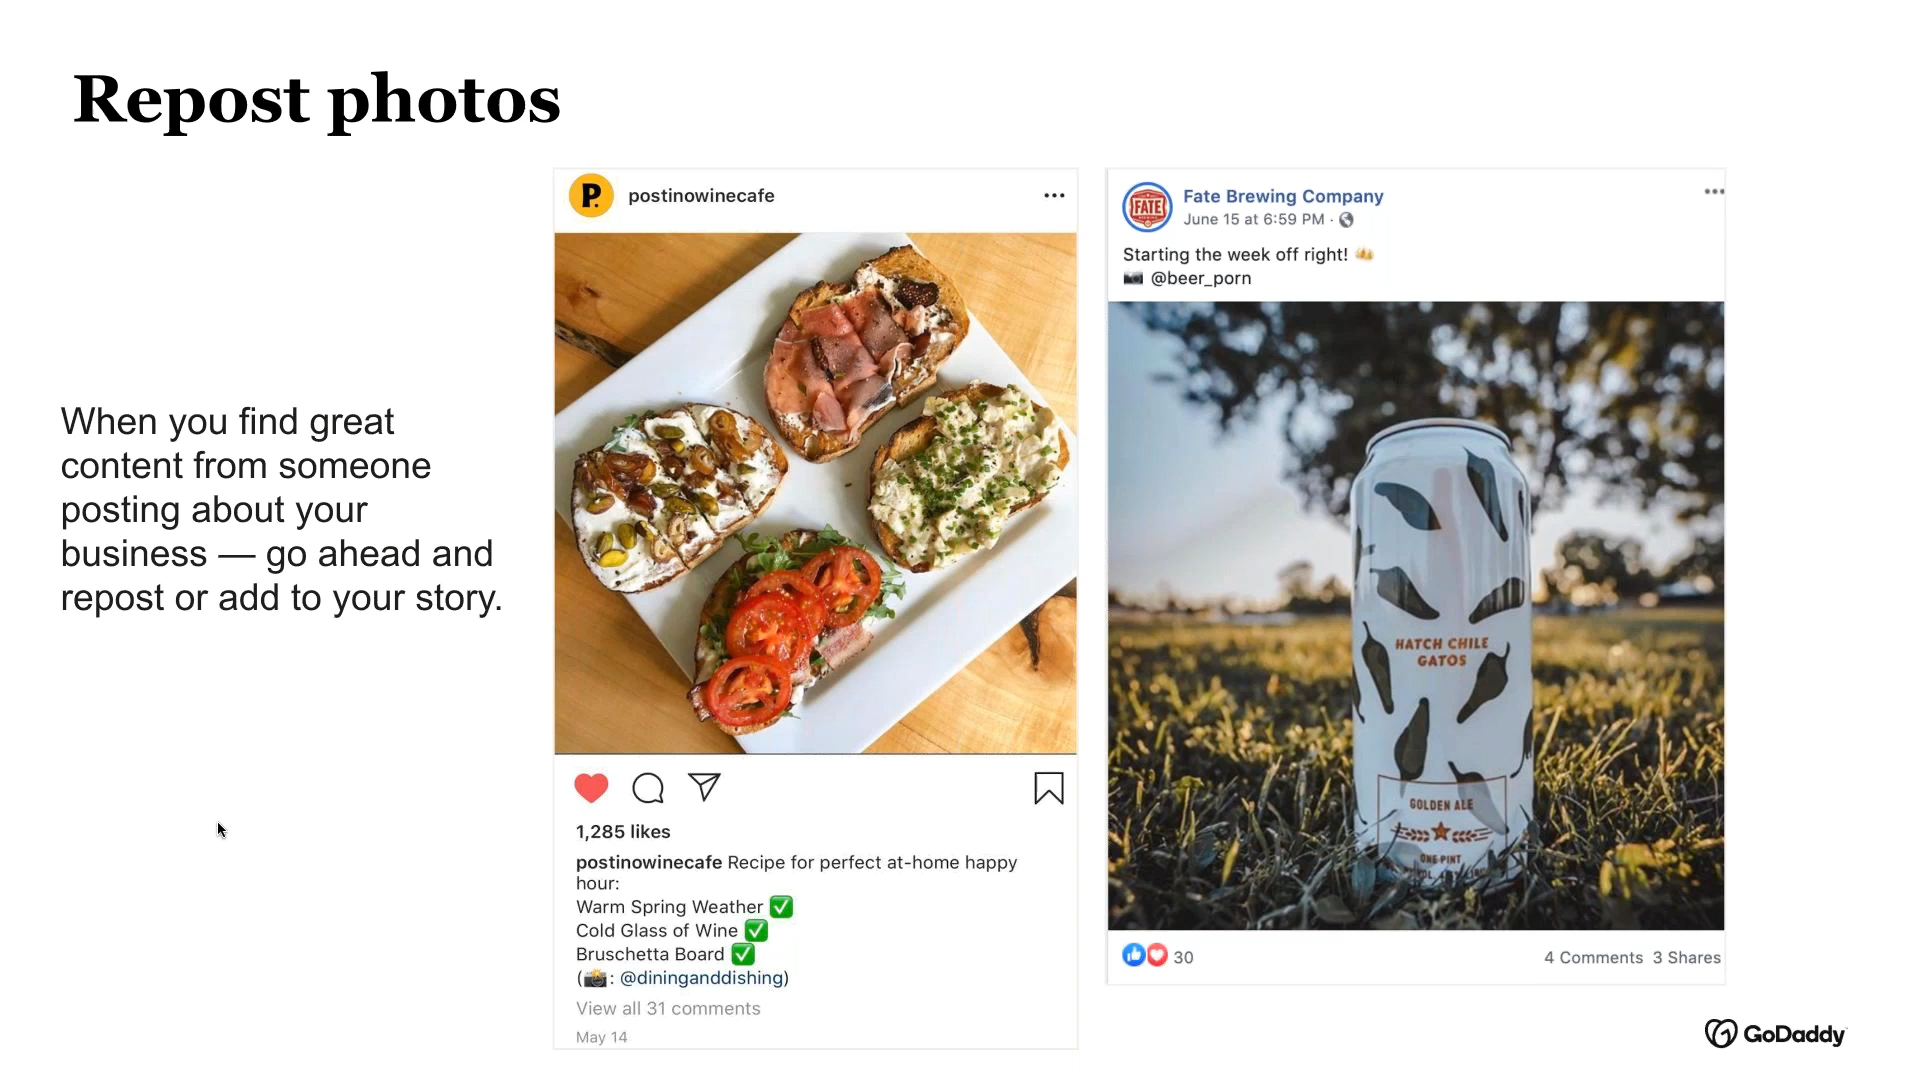 Repost photos
When you find great
content from someone
posting about your
business — go ahead and
repost or add to your story.
P.
postinowinecafe
1,285 likes
postinowinecafe Recipe for perfect at-home happy
hour:
Warm Spring Weather ✅
Cold Glass of Wine ✅
Bruschetta Board ✅
(📸: @dininganddishing)
View all 31 comments
May 14
FATE
Fate Brewing Company
June 15 at 6:59 PM ·
Starting the week off right! 🍻
📷 @beer_porn
HATCH CHILE
GATOS
GOLDEN ALE
ONE PINT
30
4 Comments 3 Shares
GoDaddy